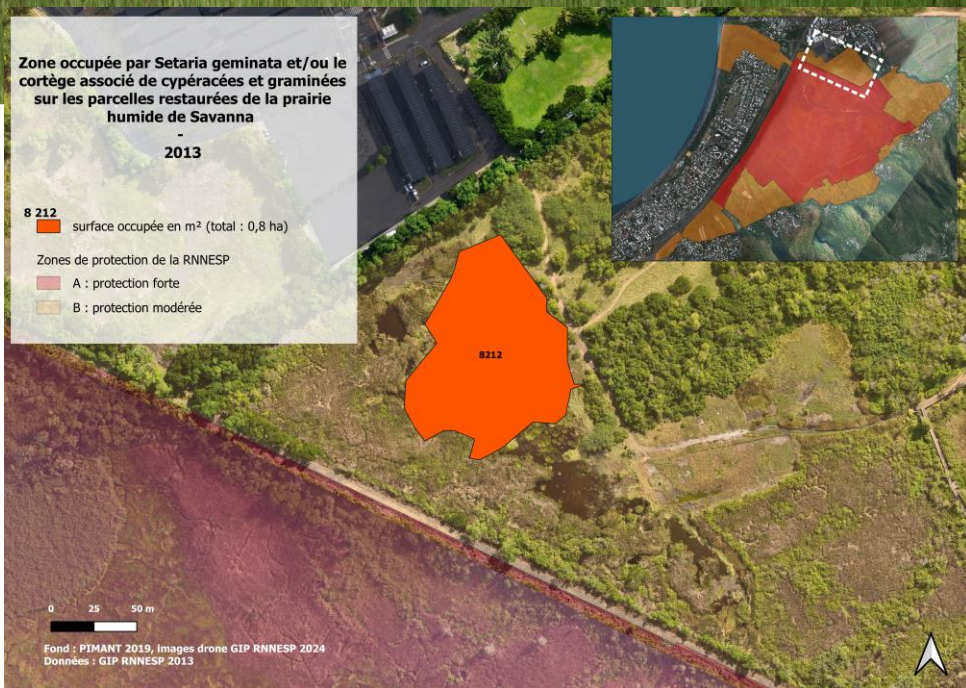 Zone occupée par Setaria geminata et/ou le
cortège associé de cypéracées et graminées
sur les parcelles restaurées de la prairie
humide de Savanna
-
2013
8 212
surface occupée en m² (total : 0,8 ha)
Zones de protection de la RNNESP
A : protection forte
B : protection modérée
8212
0 25 50 m
Fond : PIMANT 2019, images drone GIP RNNESP 2024
Données : GIP RNNESP 2013